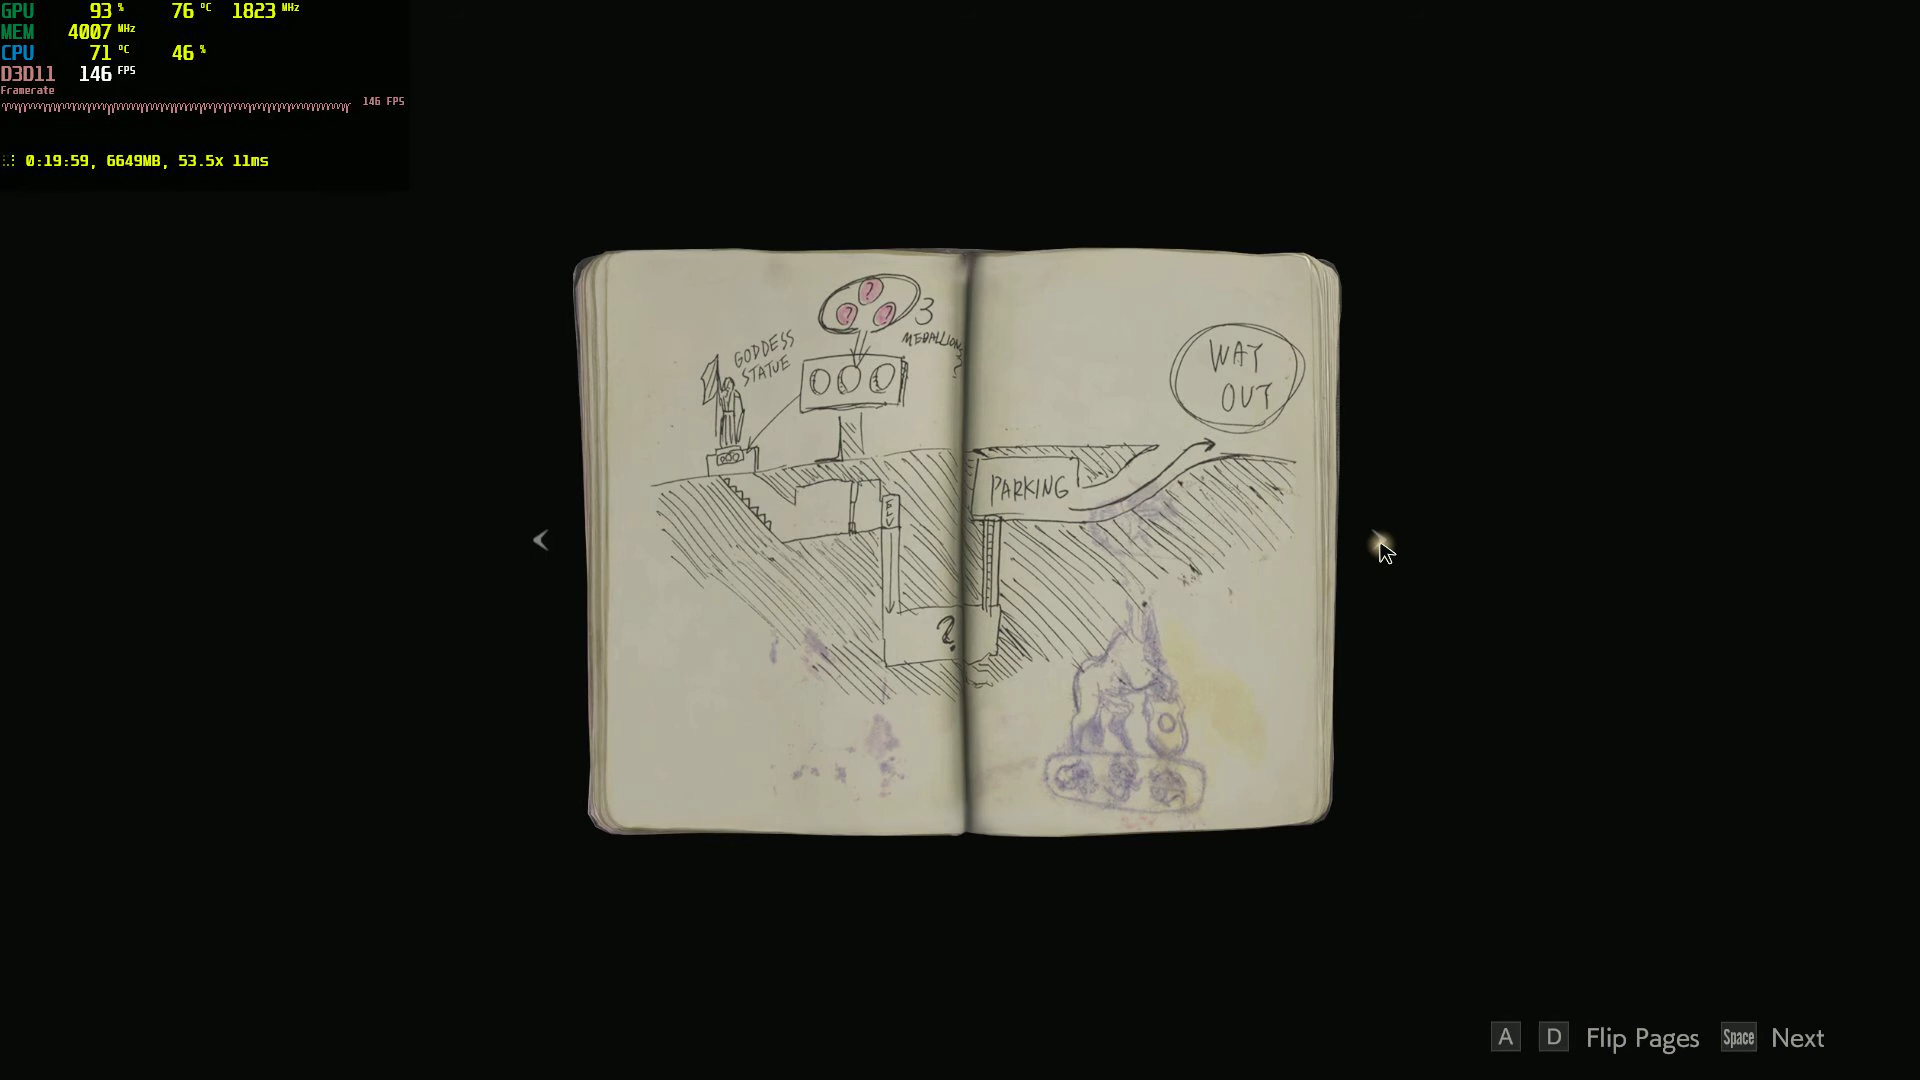 GPU 93 % 76 °C 1823 MHz
MEM 4007 MHz
CPU 71 °C 46 %
D3D11 146 FPS
Framerate
146 FPS
0:19:59, 6649MB, 53.5x 11ms
3
MEDALLIONS
?
? ?
GODDESS
STATUE
WAY
OUT
PARKING
ELV
?
A D Flip Pages Space Next